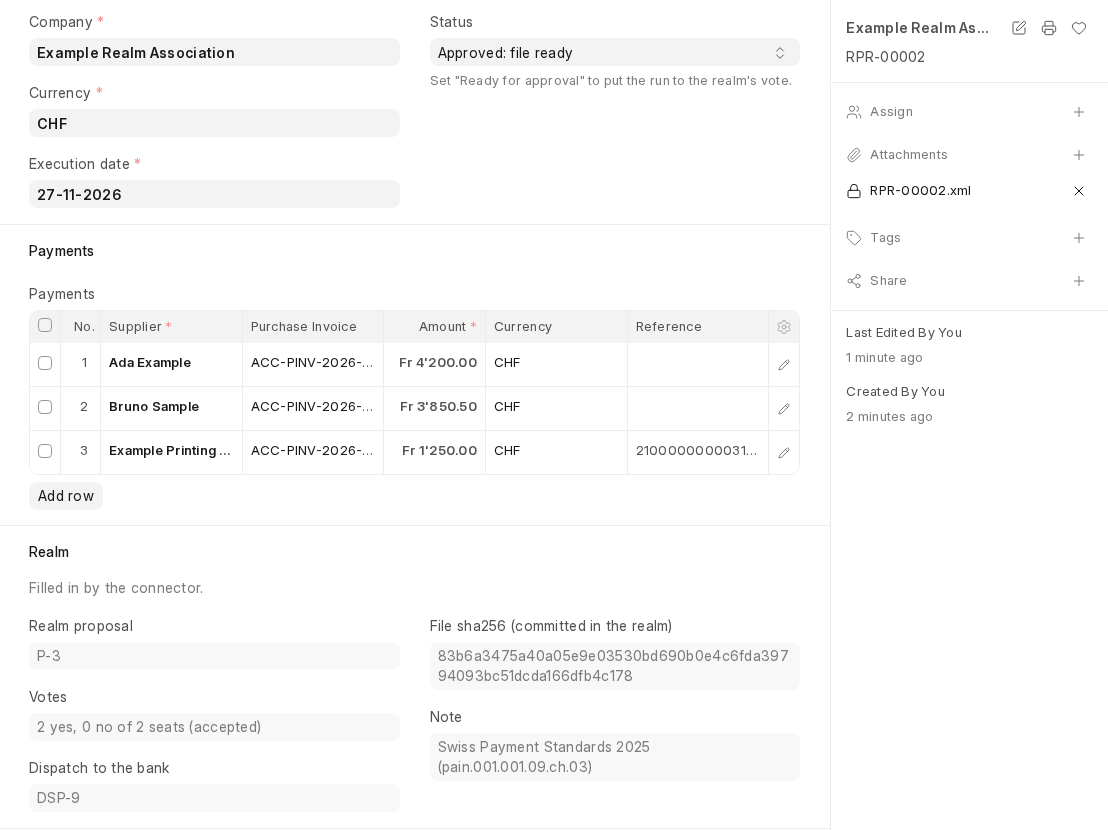 Company *
Example Realm Association
Currency *
CHF
Execution date *
27-11-2026
Status
Approved: file ready
Set "Ready for approval" to put the run to the realm's vote.
Payments
Payments
No. Supplier * Purchase Invoice Amount * Currency Reference
1 Ada Example ACC-PINV-2026-... Fr 4'200.00 CHF
2 Bruno Sample ACC-PINV-2026-... Fr 3'850.50 CHF
3 Example Printing ... ACC-PINV-2026-... Fr 1'250.00 CHF 2100000000031...
Add row
Realm
Filled in by the connector.
Realm proposal
P-3
Votes
2 yes, 0 no of 2 seats (accepted)
Dispatch to the bank
DSP-9
File sha256 (committed in the realm)
83b6a3475a40a05e9e03530bd690b0e4c6fda397
94093bc51dcda166dfb4c178
Note
Swiss Payment Standards 2025
(pain.001.001.09.ch.03)
Example Realm As...
RPR-00002
Assign
Attachments
RPR-00002.xml
Tags
Share
Last Edited By You
1 minute ago
Created By You
2 minutes ago